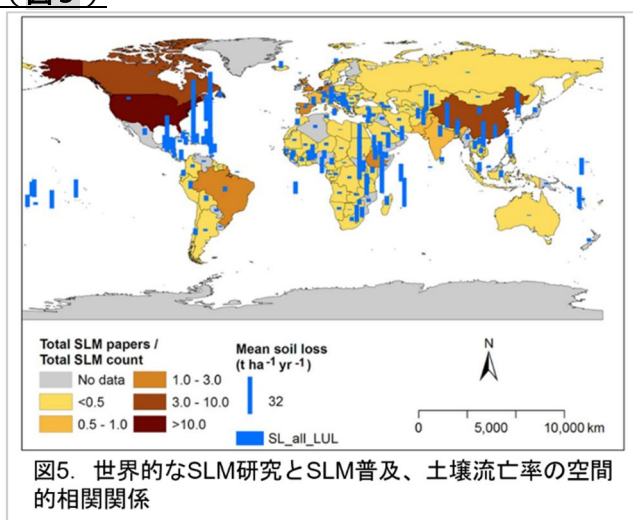 (図5)
Total SLM papers /
Total SLM count
No data
<0.5
0.5 - 1.0
1.0 - 3.0
3.0 - 10.0
>10.0
Mean soil loss
(t ha⁻¹ yr⁻¹)
32
SL_all_LUL
N
0 5,000 10,000 km
図5. 世界的なSLM研究とSLM普及、土壌流亡率の空間
的相関関係